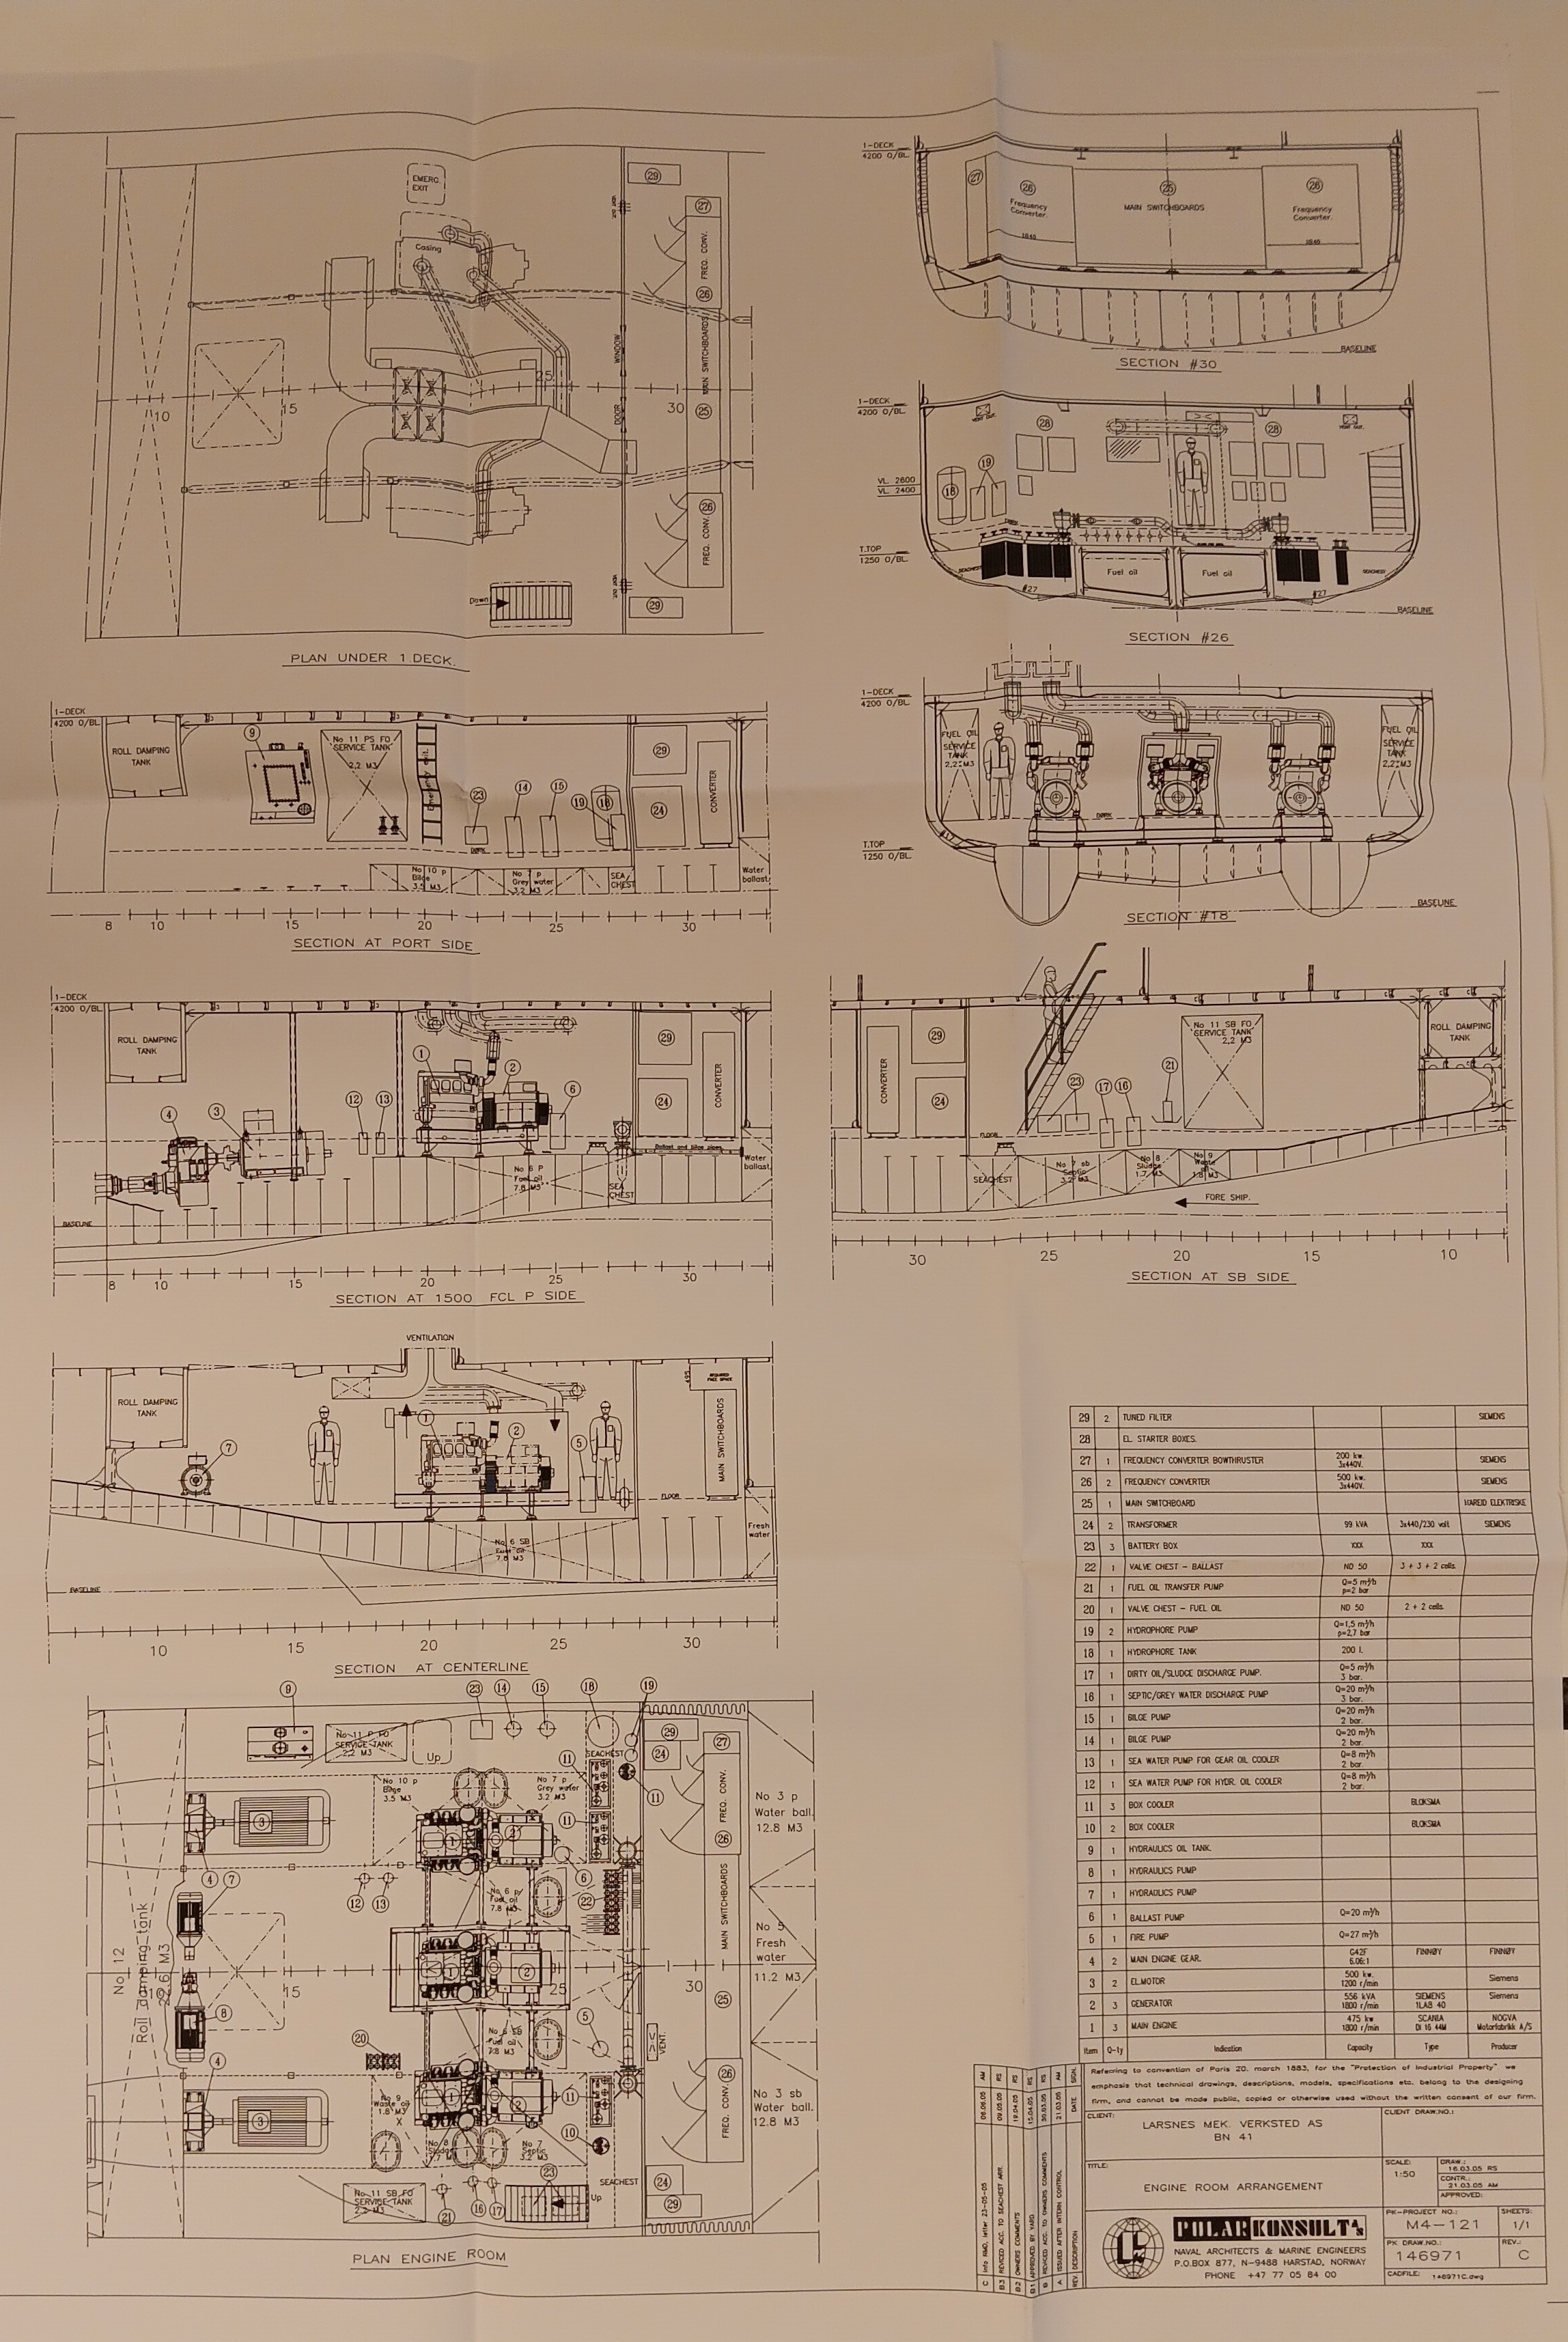 EMERG.
EXIT
Casing
VENT OUT.
WINDOW
DOOR
VENT OUT.
29
27
FREQ. CONV.
26
MAIN SWITCHBOARDS
25
26
FREQ. CONV.
29
10
15
25
30
Down
PLAN UNDER 1.DECK.
1-DECK
4200 O/BL.
27
26
Frequency
Converter.
1645
25
MAIN SWITCHBOARDS
26
Frequency
Converter.
1645
BASELINE
SECTION #30
1-DECK
4200 O/BL.
VENT OUT.
28
28
VENT OUT.
VL. 2600
VL. 2400
18
19
T.TOP
1250 O/BL.
SEACHEST
#27
Fuel oil
Fuel oil
#27
SEACHEST
BASELINE
SECTION #26
1-DECK
4200 O/BL.
FUEL OIL
SERVICE
TANK
2,2 M3
FUEL OIL
SERVICE
TANK
2,2 M3
DØRK
T.TOP
1250 O/BL.
BASELINE
SECTION #18
1-DECK
4200 O/BL.
ROLL DAMPING
TANK
9
No 11 PS FO
SERVICE TANK
2,2 M3
23
DØRK
14
15
19
18
29
24
CONVERTER
No 10 p
Bilge
3.5 M3
No 7 p
Grey water
3.2 M3
SEA
CHEST
Water
ballast
8
10
15
20
25
30
SECTION AT PORT SIDE
1-DECK
4200 O/BL.
ROLL DAMPING
TANK
4
3
12
13
1
2
6
29
24
CONVERTER
Ballast and bilge pipes
No 6 P
Fuel oil
7.8 M3
SEA
CHEST
Water
ballast
BASELINE
8
10
15
20
25
30
SECTION AT 1500 FCL P SIDE
CONVERTER
29
24
23
17
16
21
No 11 SB FO
SERVICE TANK
2,2 M3
ROLL DAMPING
TANK
FLOOR
SEACHEST
No 7 sb
Septic
3.2 M3
No 8
Sludge
1.7 M3
No 9
Waste
oil
1.8 M3
FORE SHIP.
30
25
20
15
10
SECTION AT SB SIDE
VENTILATION
ROLL DAMPING
TANK
7
1
2
5
495
REQUIRED
FREE SPACE
MAIN SWITCHBOARDS
FLOOR
No 6 SB
Fuel oil
7.8 M3
Fresh
water
BASELINE
10
15
20
25
30
SECTION AT CENTERLINE
9
No 11 P FO
SERVICE TANK
2,2 M3
Up
23
14
15
18
19
SEACHEST
11
11
11
29
24
27
FREQ. CONV.
26
No 10 p
Bilge
3.5 M3
No 7 p
Grey water
3.2 M3
3
4
7
12
13
1
2
6
22
No 6 p
Fuel oil
7.8 M3
No 3 p
Water ball.
12.8 M3
MAIN SWITCHBOARDS
No 5
Fresh
water
11.2 M3
No 12
Roll damping tank
22.6 M3
10
15
1
2
25
30
25
8
4
3
20
5
VENT.
No 6 SB
Fuel oil
7.8 M3
No 9
Waste oil
1.8 M3
1
2
11
10
26
FREQ. CONV.
No 3 sb
Water ball.
12.8 M3
No 7
Septic
3.2 M3
No 11 SB FO
SERVICE TANK
2,2 M3
21
16
17
23
Up
SEACHEST
24
29
PLAN ENGINE ROOM
29 2 TUNED FILTER SIEMENS
28 EL. STARTER BOXES.
27 1 FREQUENCY CONVERTER BOWTHRUSTER 200 kw. 3x440V. SIEMENS
26 2 FREQUENCY CONVERTER 500 kw. 3x440V. SIEMENS
25 1 MAIN SWITCHBOARD HAREID ELEKTRISKE
24 2 TRANSFORMER 99 kVA 3x440/230 volt SIEMENS
23 3 BATTERY BOX xxx xxx
22 1 VALVE CHEST – BALLAST ND 50 3 + 3 + 2 cells.
21 1 FUEL OIL TRANSFER PUMP Q=5 m³/h p=2 bar
20 1 VALVE CHEST – FUEL OIL ND 50 2 + 2 cells.
19 2 HYDROPHORE PUMP Q=1,5 m³/h p=2,7 bar
18 1 HYDROPHORE TANK 200 l.
17 1 DIRTY OIL/SLUDGE DISCHARGE PUMP. Q=5 m³/h 3 bar.
16 1 SEPTIC/GREY WATER DISCHARGE PUMP Q=20 m³/h 3 bar.
15 1 BILGE PUMP Q=20 m³/h 2 bar.
14 1 BILGE PUMP Q=20 m³/h 2 bar.
13 1 SEA WATER PUMP FOR GEAR OIL COOLER Q=8 m³/h 2 bar.
12 1 SEA WATER PUMP FOR HYDR. OIL COOLER Q=8 m³/h 2 bar.
11 3 BOX COOLER BLOKSMA
10 2 BOX COOLER BLOKSMA
9 1 HYDRAULICS OIL TANK.
8 1 HYDRAULICS PUMP
7 1 HYDRAULICS PUMP
6 1 BALLAST PUMP Q=20 m³/h
5 1 FIRE PUMP Q=27 m³/h
4 2 MAIN ENGINE GEAR. G42F 6.06:1 FINNØY FINNØY
3 2 EL.MOTOR 500 kw. 1200 r/min Siemens
2 3 GENERATOR 556 kVA 1800 r/min SIEMENS 1LA8 40 Siemens
1 3 MAIN ENGINE 475 kw 1800 r/min SCANIA DI 16 44M NOGVA Motorfabrikk A/S
Item Q-ty Indication Capacity Type Producer
Referring to convention of Paris 20. march 1883, for the "Protection of Industrial Property" we
emphasis that technical drawings, descriptions, models, specifications etc. belong to the designing
firm, and cannot be made public, copied or otherwise used without the written consent of our firm.
CLIENT:
LARSNES MEK. VERKSTED AS
BN 41
CLIENT DRAW.NO.:
TITLE:
ENGINE ROOM ARRANGEMENT
SCALE:
1:50
DRAW.:
16.03.05 RS
CONTR.:
21.03.05 AM
APPROVED:
POLARKONSULT A/S
NAVAL ARCHITECTS & MARINE ENGINEERS
P.O.BOX 877, N-9488 HARSTAD, NORWAY
PHONE +47 77 05 84 00
PK-PROJECT NO.:
M4-121
SHEETS:
1/1
PK DRAW.NO.:
146971
REV.:
C
CADFILE: 146971C.dwg
C Info RMO, letter 23-05-05 06.06.05 AM
B3 REVICED ACC. TO SEACHEST ARR. 09.05.05 RS
B2 OWNERS COMMENTS 19.04.05 RS
B1 APPROVED BY YARD. 15.04.05 RS
B REVICED ACC. TO OWNERS COMMENTS 30.03.05 RS
A ISSUED AFTER INTERN CONTROL 21.03.05 AM
REV. DESCRIPTION DATE SIGN.